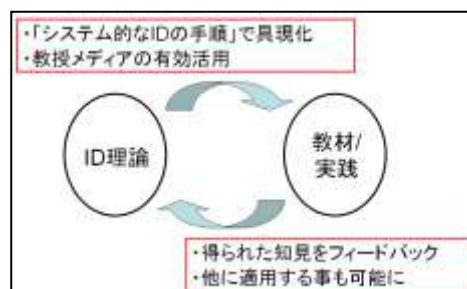 ・「システム的なIDの手順」で具現化
・教授メディアの有効活用
ID理論
教材/
実践
・得られた知見をフィードバック
・他に適用する事も可能に